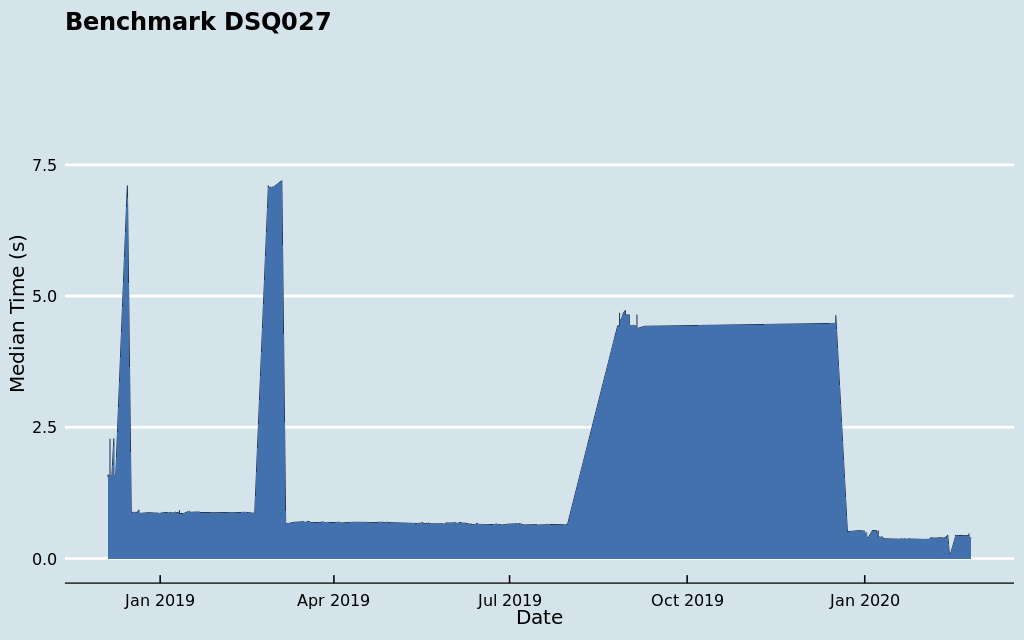 Benchmark DSQ027
Median Time (s)
7.5
5.0
2.5
0.0
Jan 2019
Apr 2019
Jul 2019
Oct 2019
Jan 2020
Date